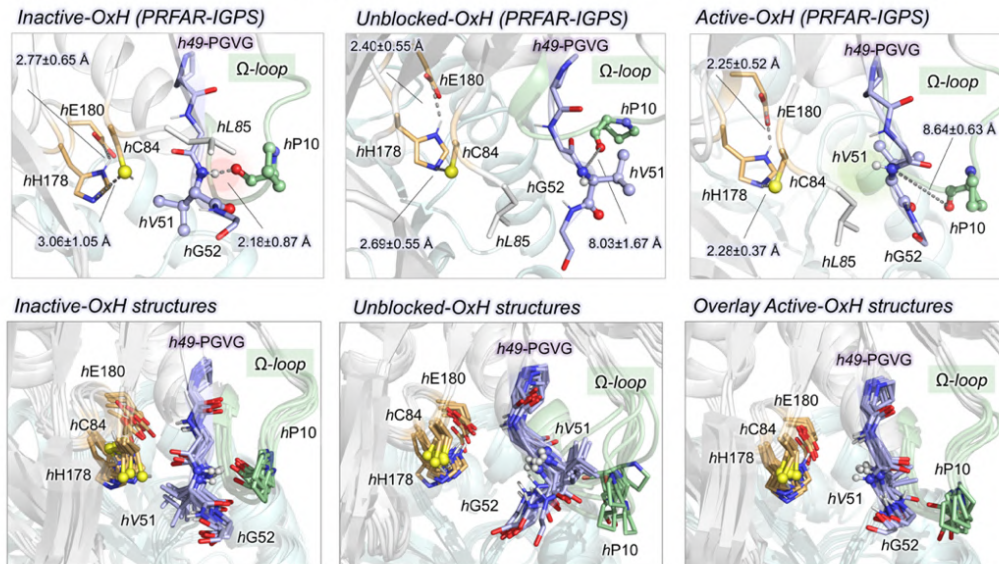 Inactive-OxH (PRFAR-IGPS)
2.77±0.65 Å
h49-PGVG
Ω-loop
hE180
hL85
hP10
hC84
hH178
hV51
3.06±1.05 Å
hG52
2.18±0.87 Å
Unblocked-OxH (PRFAR-IGPS)
2.40±0.55 Å
h49-PGVG
Ω-loop
hE180
hP10
hC84
hH178
hG52
hV51
hL85
2.69±0.55 Å
8.03±1.67 Å
Active-OxH (PRFAR-IGPS)
h49-PGVG
2.25±0.52 Å
Ω-loop
hE180
8.64±0.63 Å
hV51
hC84
hH178
hP10
hL85
2.28±0.37 Å
hG52
Inactive-OxH structures
h49-PGVG
Ω-loop
hE180
hC84
hP10
hH178
hV51
hG52
Unblocked-OxH structures
h49-PGVG
Ω-loop
hE180
hC84
hV51
hH178
hG52
hP10
Overlay Active-OxH structures
h49-PGVG
Ω-loop
hE180
hC84
hH178
hP10
hV51
hG52